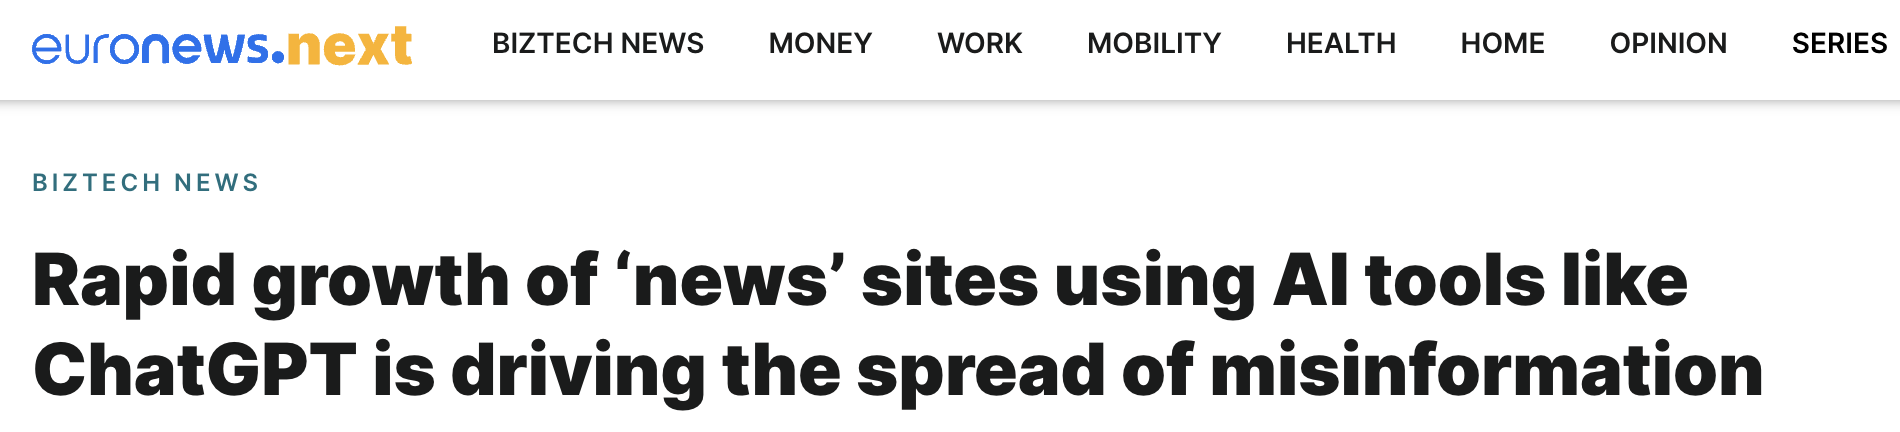 euronews.next BIZTECH NEWS MONEY WORK MOBILITY HEALTH HOME OPINION SERIES
BIZTECH NEWS
Rapid growth of ‘news’ sites using AI tools like
ChatGPT is driving the spread of misinformation